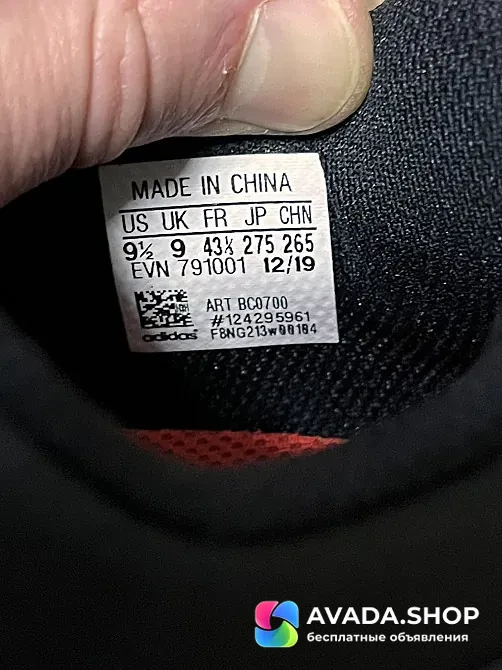 MADE IN CHINA
US UK FR JP CHN
9½ 9 43⅓ 275 265
EVN 791001 12/19
ART BC0700
#124295961
adidas F8NG213W00184
AVADA.SHOP
бесплатные объявления